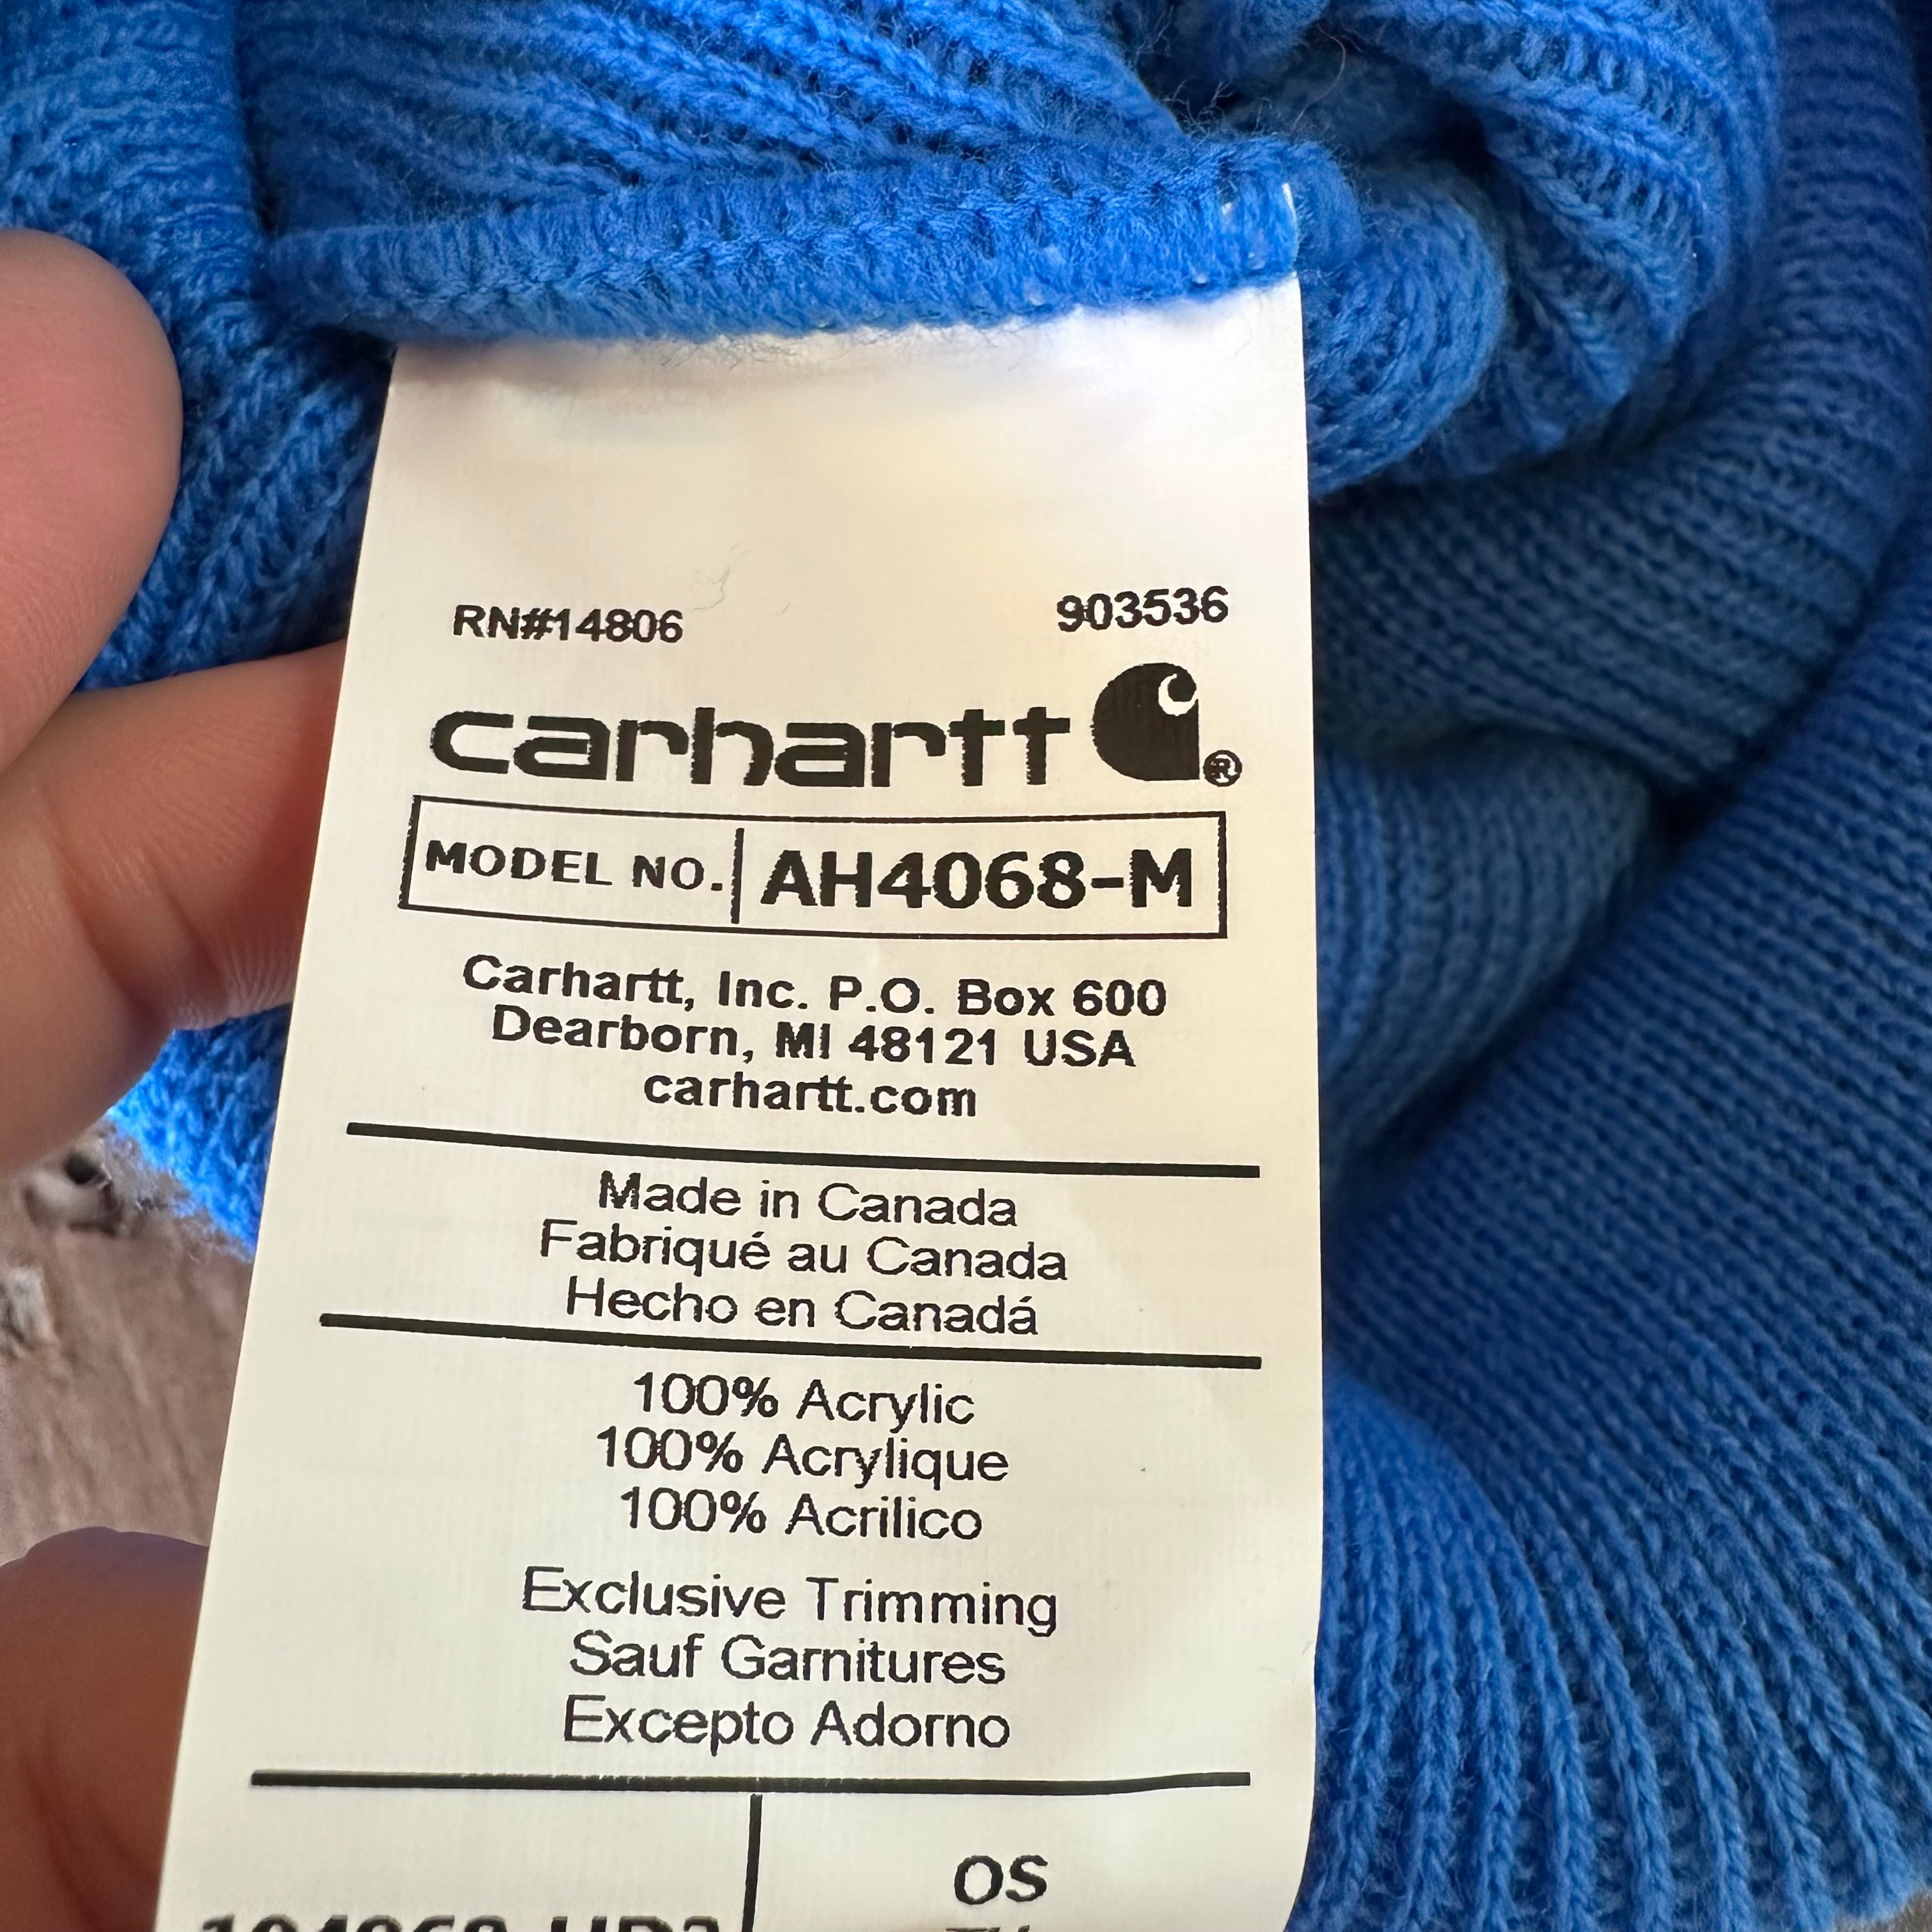 RN#14806 903536
carhartt ®
MODEL NO. AH4068-M
Carhartt, Inc. P.O. Box 600
Dearborn, MI 48121 USA
carhartt.com
Made in Canada
Fabriqué au Canada
Hecho en Canadá
100% Acrylic
100% Acrylique
100% Acrilico
Exclusive Trimming
Sauf Garnitures
Excepto Adorno
OS